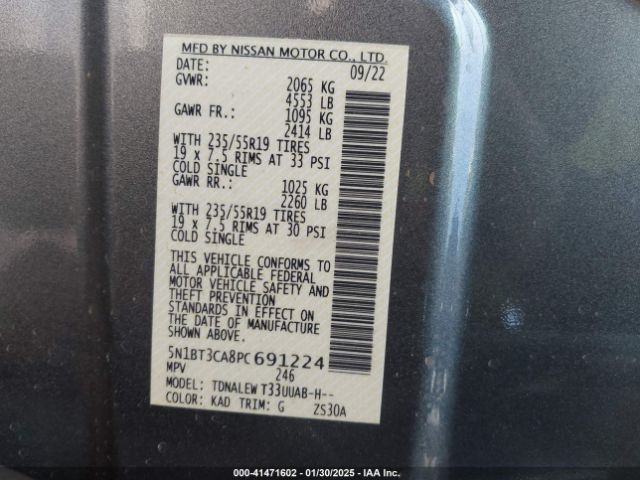 MFD BY NISSAN MOTOR CO., LTD.
DATE: 09/22
GVWR: 2065 KG
4553 LB
GAWR FR.: 1095 KG
2414 LB
WITH 235/55R19 TIRES
19 x 7.5 RIMS AT 33 PSI
COLD SINGLE
GAWR RR.: 1025 KG
2260 LB
WITH 235/55R19 TIRES
19 x 7.5 RIMS AT 30 PSI
COLD SINGLE
THIS VEHICLE CONFORMS TO
ALL APPLICABLE FEDERAL
MOTOR VEHICLE SAFETY AND
THEFT PREVENTION
STANDARDS IN EFFECT ON
THE DATE OF MANUFACTURE
SHOWN ABOVE.
5N1BT3CA8PC691224
MPV 246
MODEL: TDNALEW T33UUAB-H--
COLOR: KAD TRIM: G ZS30A
000-41471602 - 01/30/2025 - IAA Inc.